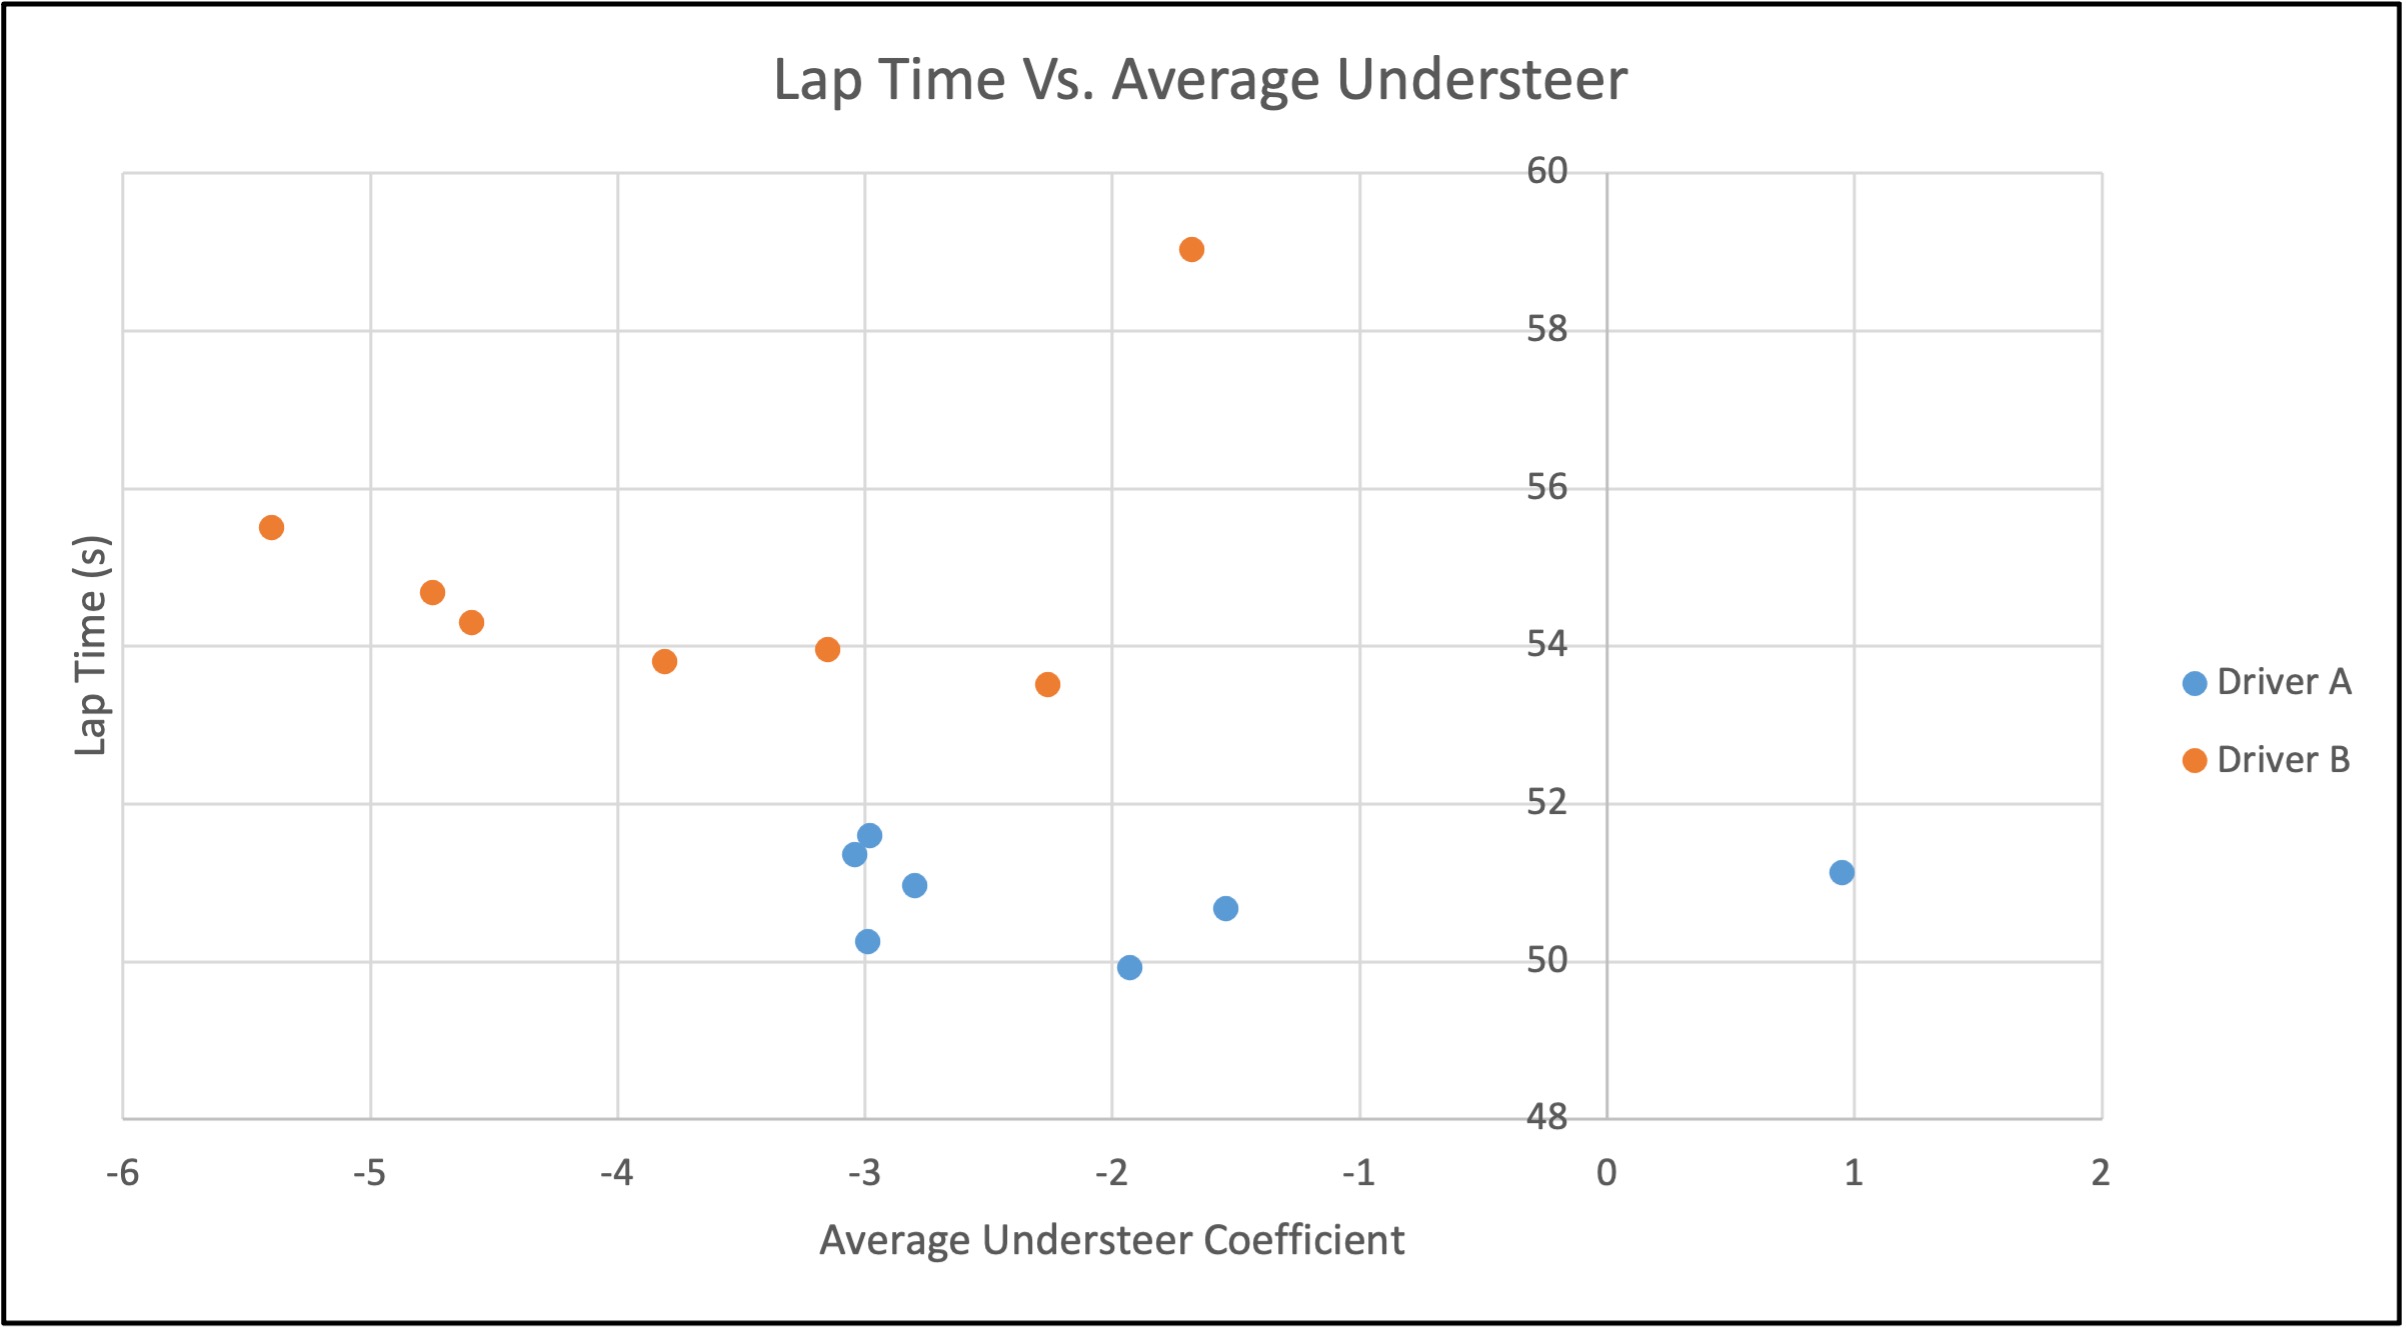 Lap Time Vs. Average Understeer
Lap Time (s)
60
58
56
54
52
50
48
-6 -5 -4 -3 -2 -1 0 1 2
Average Understeer Coefficient
Driver A
Driver B